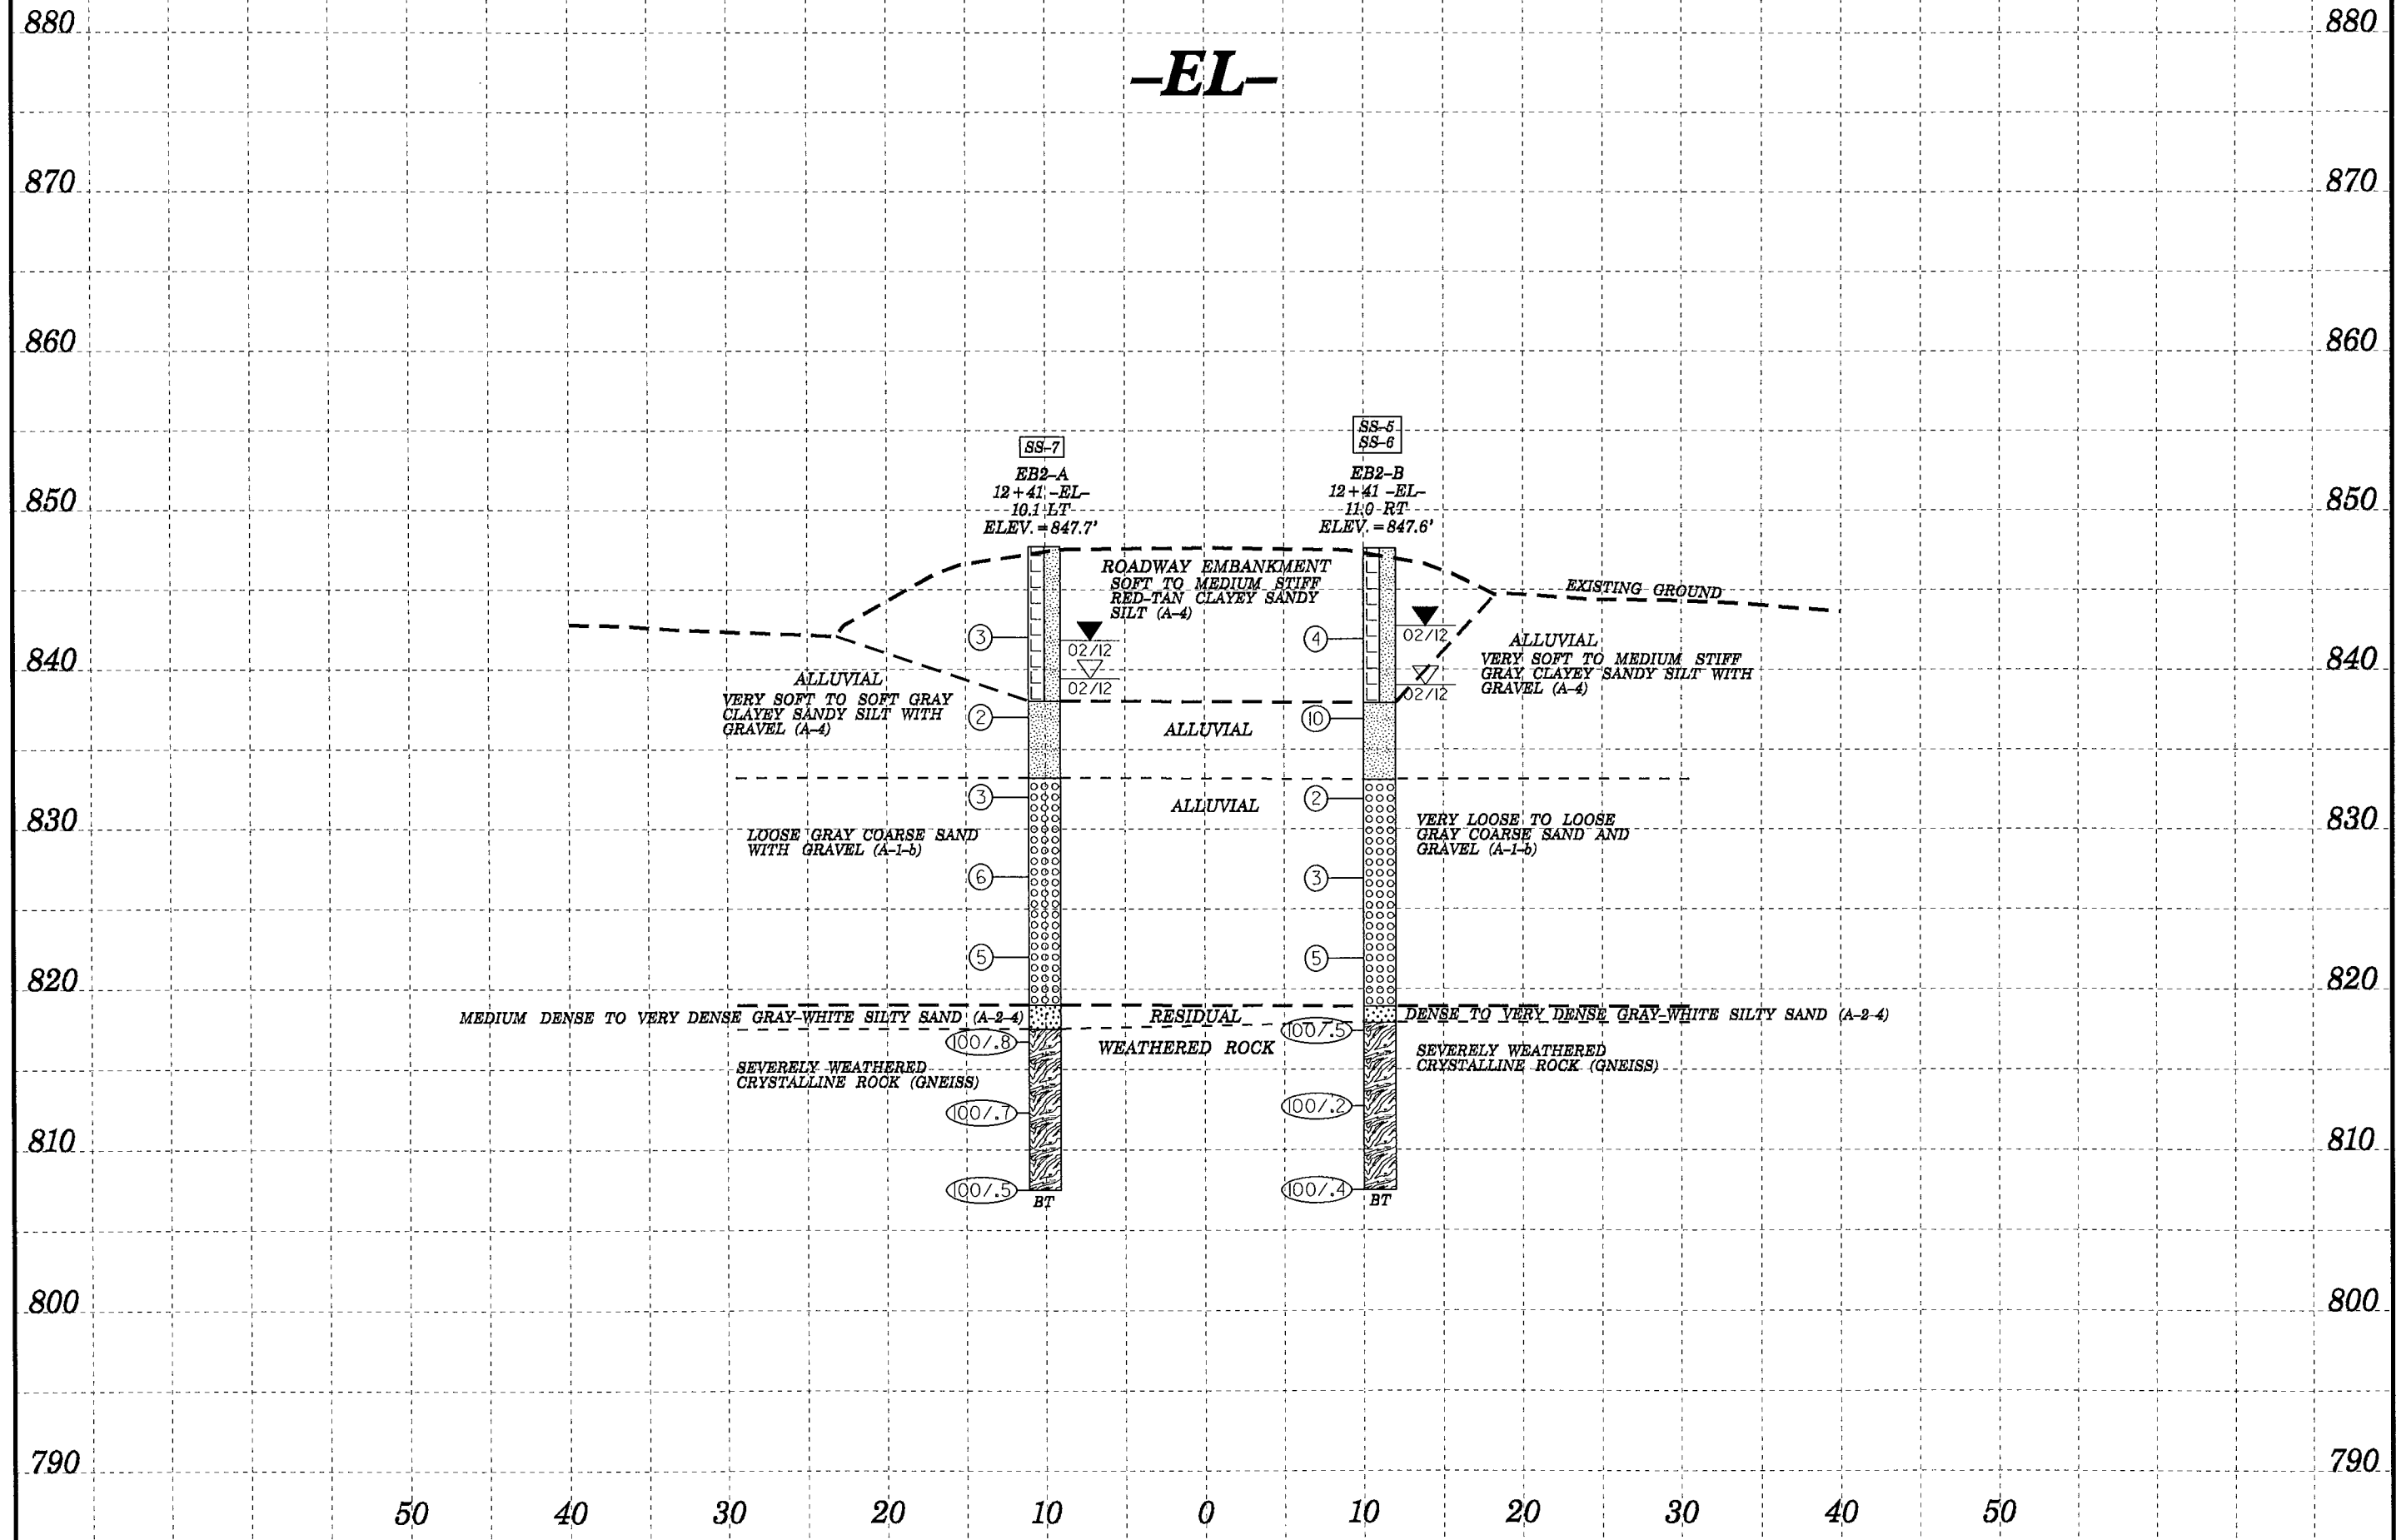 880 880
-EL-
870 870
860 860
SS-7
SS-5
SS-6
EB2-A
12+41 -EL-
10.1 LT
ELEV. = 847.7'
EB2-B
12+41 -EL-
11.0 RT
ELEV. = 847.6'
850 850
ROADWAY EMBANKMENT
SOFT TO MEDIUM STIFF
RED-TAN CLAYEY SANDY
SILT (A-4)
EXISTING GROUND
3
02/12
02/12
4
02/12
02/12
840 840
ALLUVIAL
VERY SOFT TO SOFT GRAY
CLAYEY SANDY SILT WITH
GRAVEL (A-4)
ALLUVIAL
VERY SOFT TO MEDIUM STIFF
GRAY CLAYEY SANDY SILT WITH
GRAVEL (A-4)
2
ALLUVIAL
10
3
ALLUVIAL
2
830 830
LOOSE GRAY COARSE SAND
WITH GRAVEL (A-1-b)
VERY LOOSE TO LOOSE
GRAY COARSE SAND AND
GRAVEL (A-1-b)
6
3
5
5
820 820
MEDIUM DENSE TO VERY DENSE GRAY-WHITE SILTY SAND (A-2-4)
RESIDUAL
DENSE TO VERY DENSE GRAY-WHITE SILTY SAND (A-2-4)
100/.8
100/.5
WEATHERED ROCK
SEVERELY WEATHERED
CRYSTALLINE ROCK (GNEISS)
SEVERELY WEATHERED
CRYSTALLINE ROCK (GNEISS)
100/.7
100/.2
810 810
100/.5
100/.4
BT
BT
800 800
790 790
50 40 30 20 10 0 10 20 30 40 50